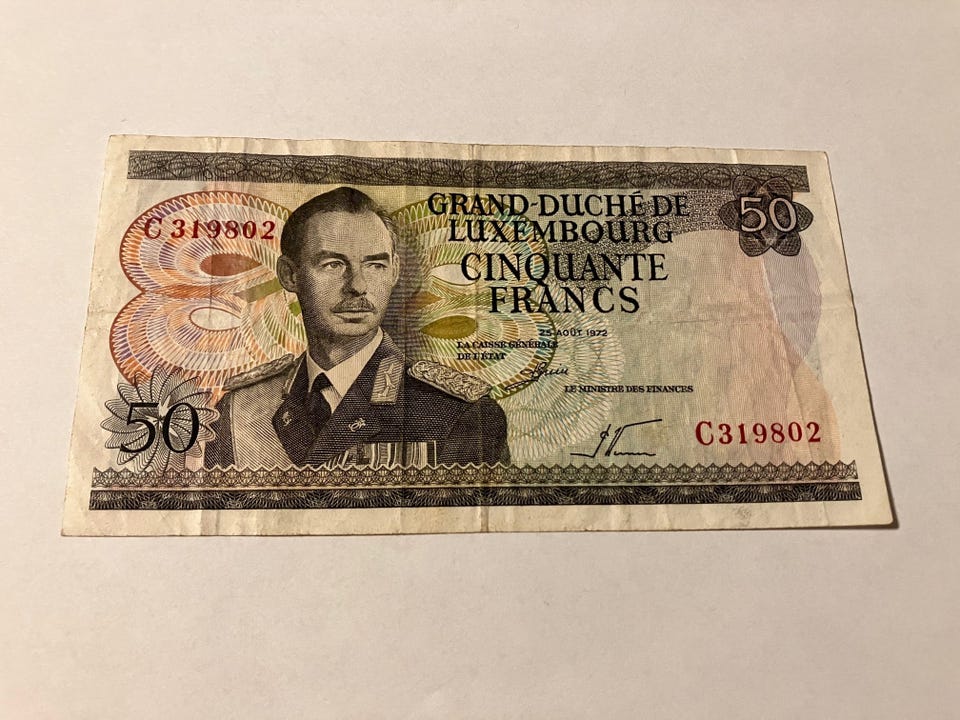 GRAND-DUCHÉ DE
LUXEMBOURG
50
C 319802
CINQUANTE
FRANCS
25 AOÛT 1972
LA CAISSE GÉNÉRALE
DE L'ÉTAT
LE MINISTRE DES FINANCES
50
C319802